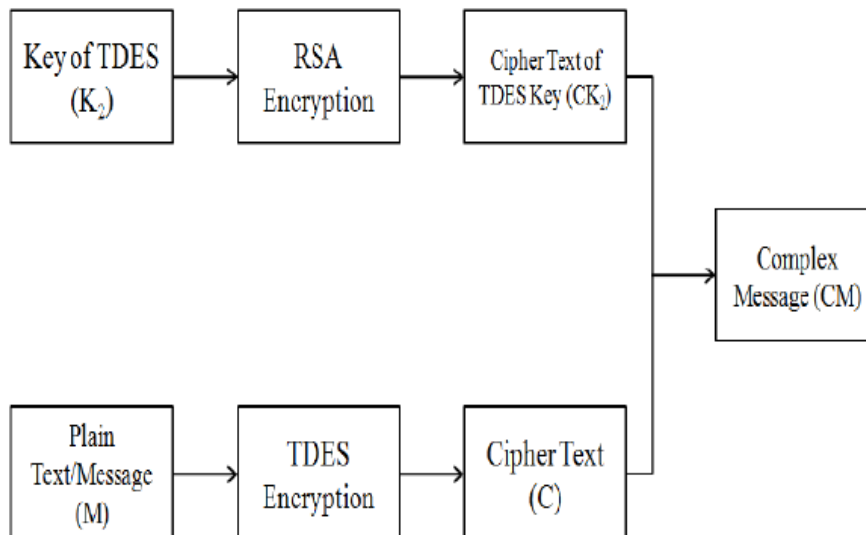 Key of TDES
(K₂)
RSA
Encryption
Cipher Text of
TDES Key (CK₂)
Complex
Message (CM)
Plain
Text/Message
(M)
TDES
Encryption
Cipher Text
(C)